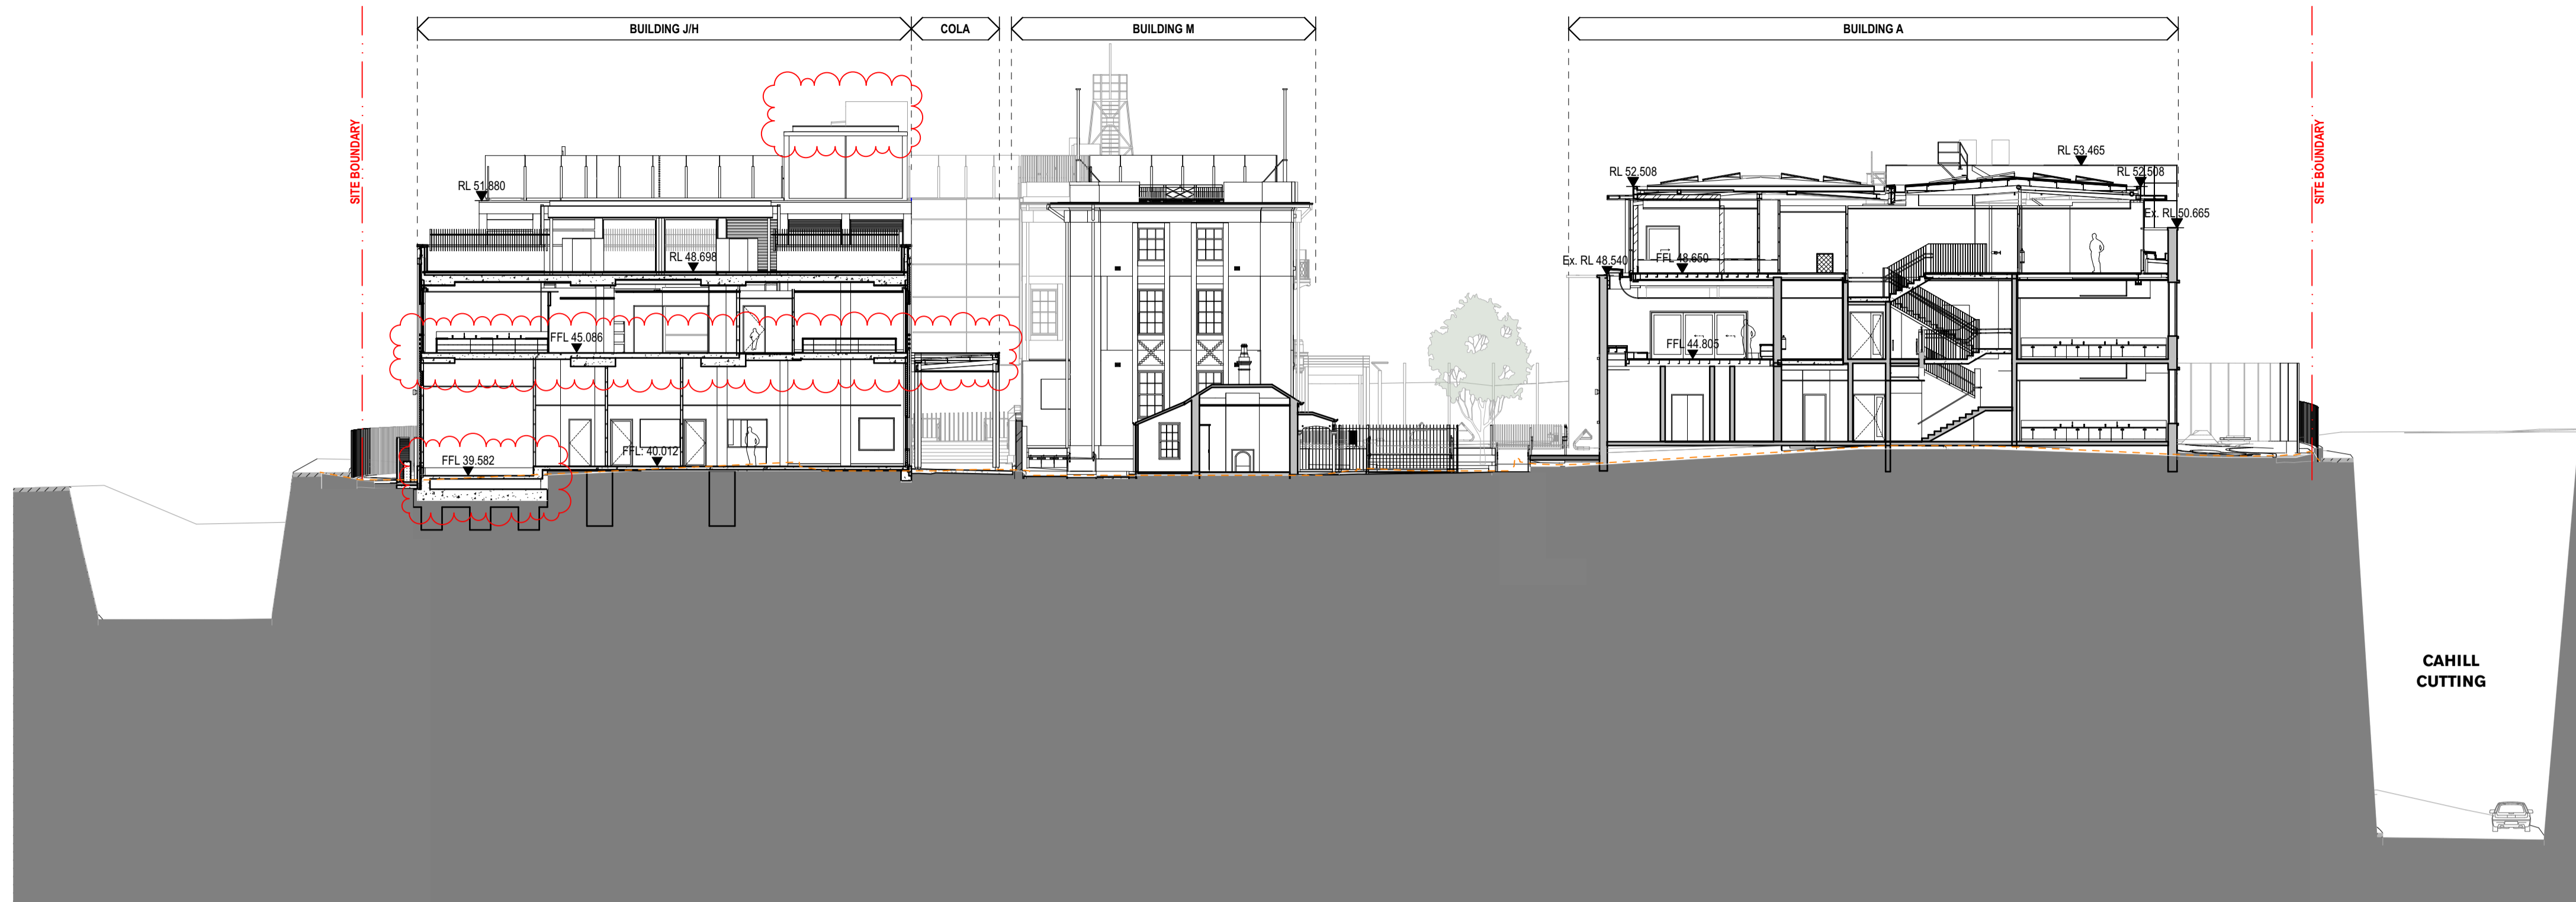 BUILDING J/H
COLA
BUILDING M
BUILDING A
SITE BOUNDARY
SITE BOUNDARY
RL 53.465
RL 52.508
RL 52.508
RL 51.880
Ex. RL 50.665
RL 48.698
Ex. RL 48.540
FFL 48.650
FFL 45.086
FFL 44.805
FFL 39.582
FFL: 40.012
CAHILL
CUTTING